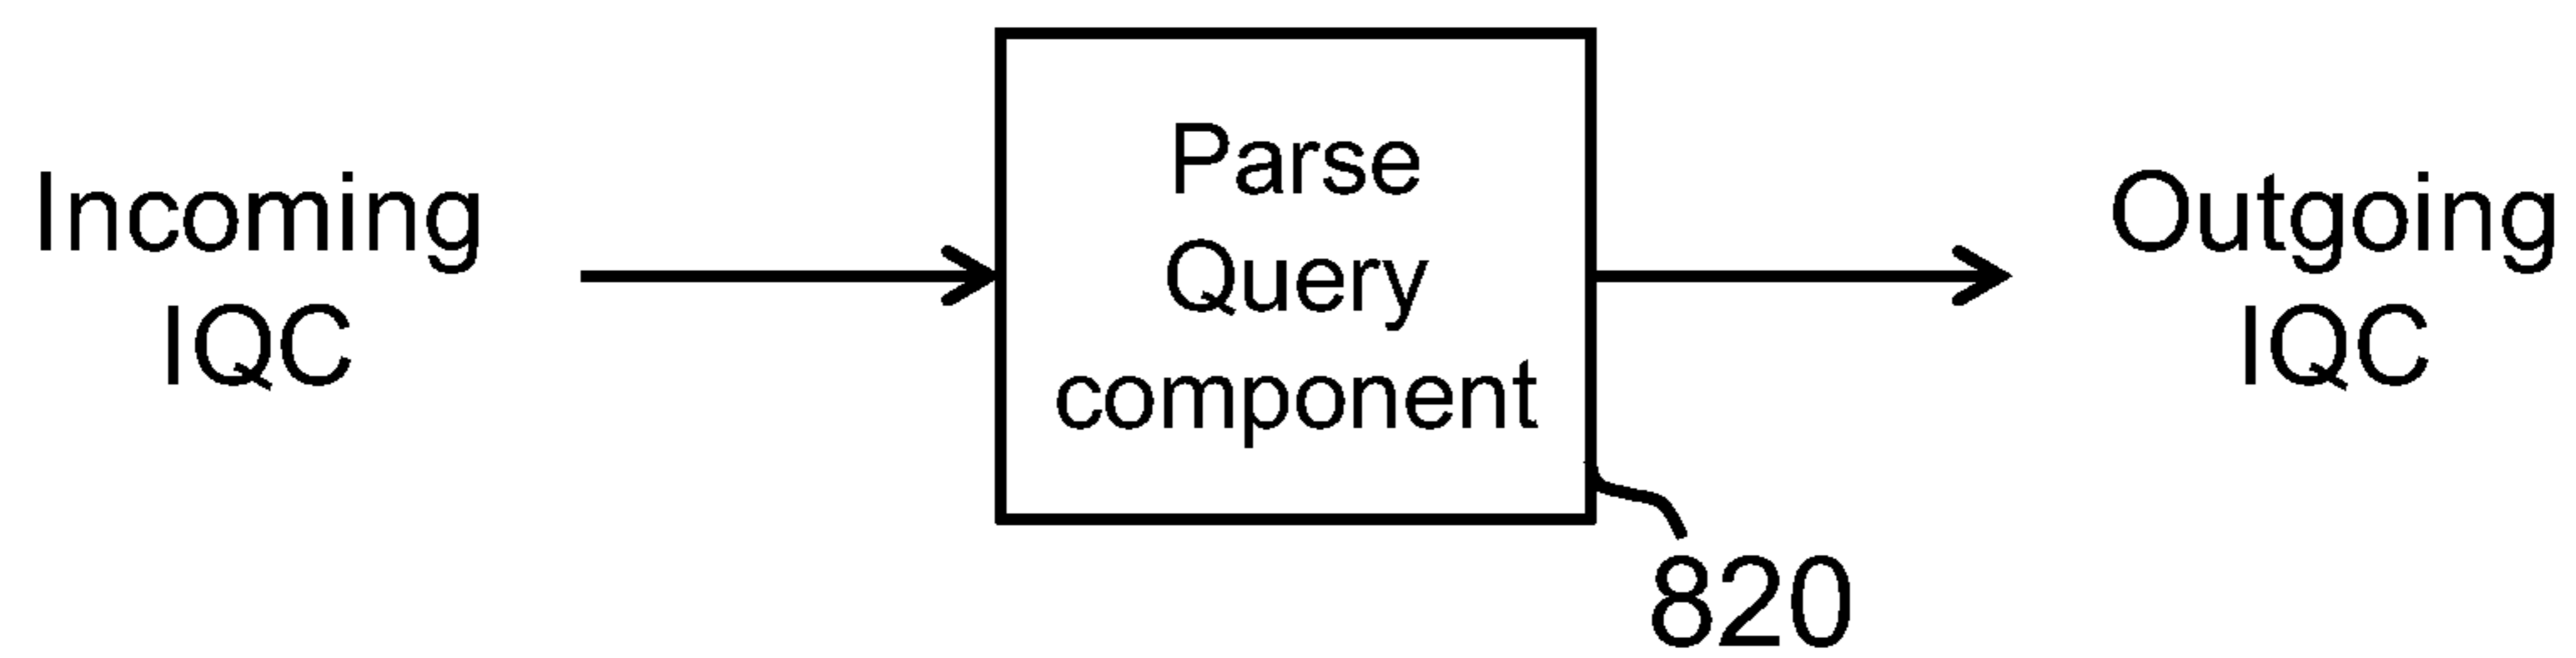 Incoming
IQC
Parse
Query
component
Outgoing
IQC
820